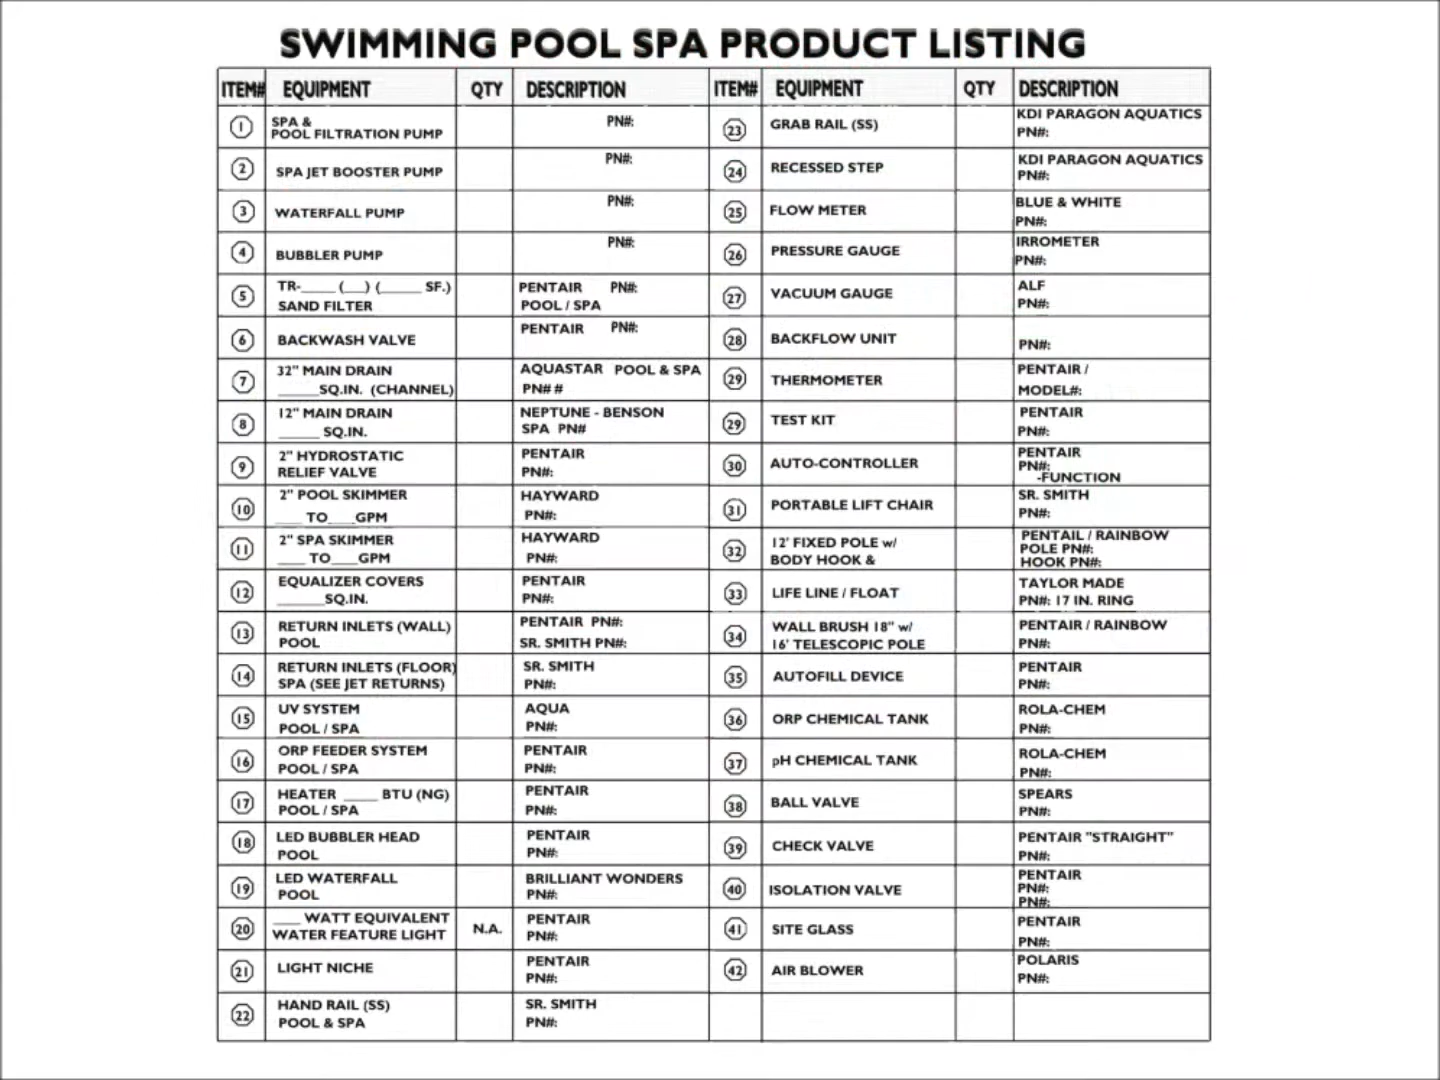 SWIMMING POOL SPA PRODUCT LISTING
ITEM# EQUIPMENT QTY DESCRIPTION ITEM# EQUIPMENT QTY DESCRIPTION
1 SPA &
POOL FILTRATION PUMP PN#:
2 SPA JET BOOSTER PUMP PN#:
3 WATERFALL PUMP PN#:
4 BUBBLER PUMP PN#:
5 TR-____ (__) (_____ SF.)
SAND FILTER
PENTAIR PN#:
POOL / SPA
6 BACKWASH VALVE PENTAIR PN#:
7 32" MAIN DRAIN
_____SQ.IN. (CHANNEL)
AQUASTAR POOL & SPA
PN# #
8 12" MAIN DRAIN
_____ SQ.IN.
NEPTUNE - BENSON
SPA PN#
9 2" HYDROSTATIC
RELIEF VALVE
PENTAIR
PN#:
10 2" POOL SKIMMER
___ TO___GPM
HAYWARD
PN#:
11 2" SPA SKIMMER
___ TO___GPM
HAYWARD
PN#:
12 EQUALIZER COVERS
_____SQ.IN.
PENTAIR
PN#:
13 RETURN INLETS (WALL)
POOL
PENTAIR PN#:
SR. SMITH PN#:
14 RETURN INLETS (FLOOR)
SPA (SEE JET RETURNS)
SR. SMITH
PN#:
15 UV SYSTEM
POOL / SPA
AQUA
PN#:
16 ORP FEEDER SYSTEM
POOL / SPA
PENTAIR
PN#:
17 HEATER ____ BTU (NG)
POOL / SPA
PENTAIR
PN#:
18 LED BUBBLER HEAD
POOL
PENTAIR
PN#:
19 LED WATERFALL
POOL
BRILLIANT WONDERS
PN#:
20 ___ WATT EQUIVALENT
WATER FEATURE LIGHT
N.A.
PENTAIR
PN#:
21 LIGHT NICHE
PENTAIR
PN#:
22 HAND RAIL (SS)
POOL & SPA
SR. SMITH
PN#:
23 GRAB RAIL (SS)
KDI PARAGON AQUATICS
PN#:
24 RECESSED STEP
KDI PARAGON AQUATICS
PN#:
25 FLOW METER
BLUE & WHITE
PN#:
26 PRESSURE GAUGE
IRROMETER
PN#:
27 VACUUM GAUGE
ALF
PN#:
28 BACKFLOW UNIT
PN#:
29 THERMOMETER
PENTAIR /
MODEL#:
29 TEST KIT
PENTAIR
PN#:
30 AUTO-CONTROLLER
PENTAIR
PN#:
-FUNCTION
31 PORTABLE LIFT CHAIR
SR. SMITH
PN#:
32 12' FIXED POLE w/
BODY HOOK &
PENTAIL / RAINBOW
POLE PN#:
HOOK PN#:
33 LIFE LINE / FLOAT
TAYLOR MADE
PN#: 17 IN. RING
34 WALL BRUSH 18" w/
16' TELESCOPIC POLE
PENTAIR / RAINBOW
PN#:
35 AUTOFILL DEVICE
PENTAIR
PN#:
36 ORP CHEMICAL TANK
ROLA-CHEM
PN#:
37 pH CHEMICAL TANK
ROLA-CHEM
PN#:
38 BALL VALVE
SPEARS
PN#:
39 CHECK VALVE
PENTAIR "STRAIGHT"
PN#:
40 ISOLATION VALVE
PENTAIR
PN#:
PN#:
41 SITE GLASS
PENTAIR
PN#:
42 AIR BLOWER
POLARIS
PN#: